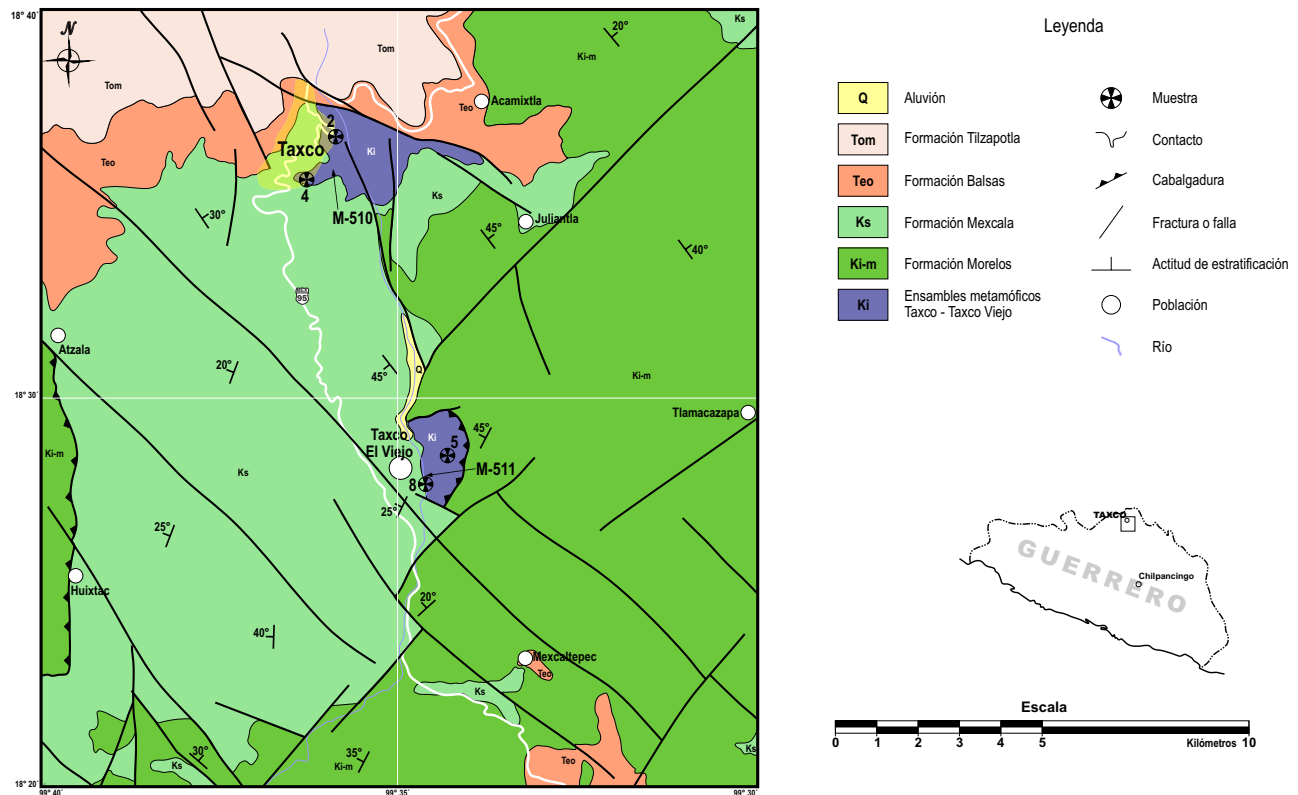 18° 40´
N
Tom
Tom
20°
Ki-m
Ks
Teo
Acamixtla
2
Taxco
Ki
Teo
4
M-510
Ks
Juliantla
30°
45°
40°
MEX
95
Atzala
20°
45°
Q
Ki-m
18° 30´
Tlamacazapa
Taxco
El Viejo
Ki
45°
5
M-511
8
Ki-m
Ks
25°
25°
Huixtac
20°
40°
Mexcaltepec
Teo
Ks
30°
Ks
35°
Ki-m
Teo
Ks
18° 20´
99° 40´
99° 35´
99° 30´
Leyenda
Q Aluvión
Tom Formación Tilzapotla
Teo Formación Balsas
Ks Formación Mexcala
Ki-m Formación Morelos
Ki Ensambles metamóficos
Taxco - Taxco Viejo
Muestra
Contacto
Cabalgadura
Fractura o falla
Actitud de estratificación
Población
Río
TAXCO
GUERRERO
Chilpancingo
Escala
0 1 2 3 4 5 Kilómetros 10